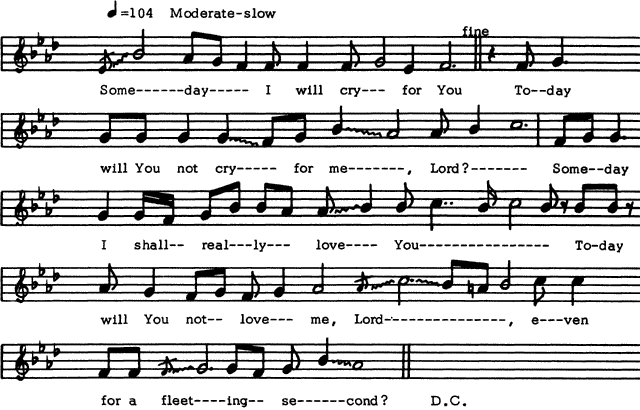 ♩=104 Moderate-slow
fine
Some------day----- I will cry--- for You To--day
will You not cry----- for me-------, Lord?------- Some--day
I shall-- real---ly--- love---- You---------------- To-day
will You not-- love--- me, Lord---------------, e---ven
for a fleet----ing-- se------cond? D.C.